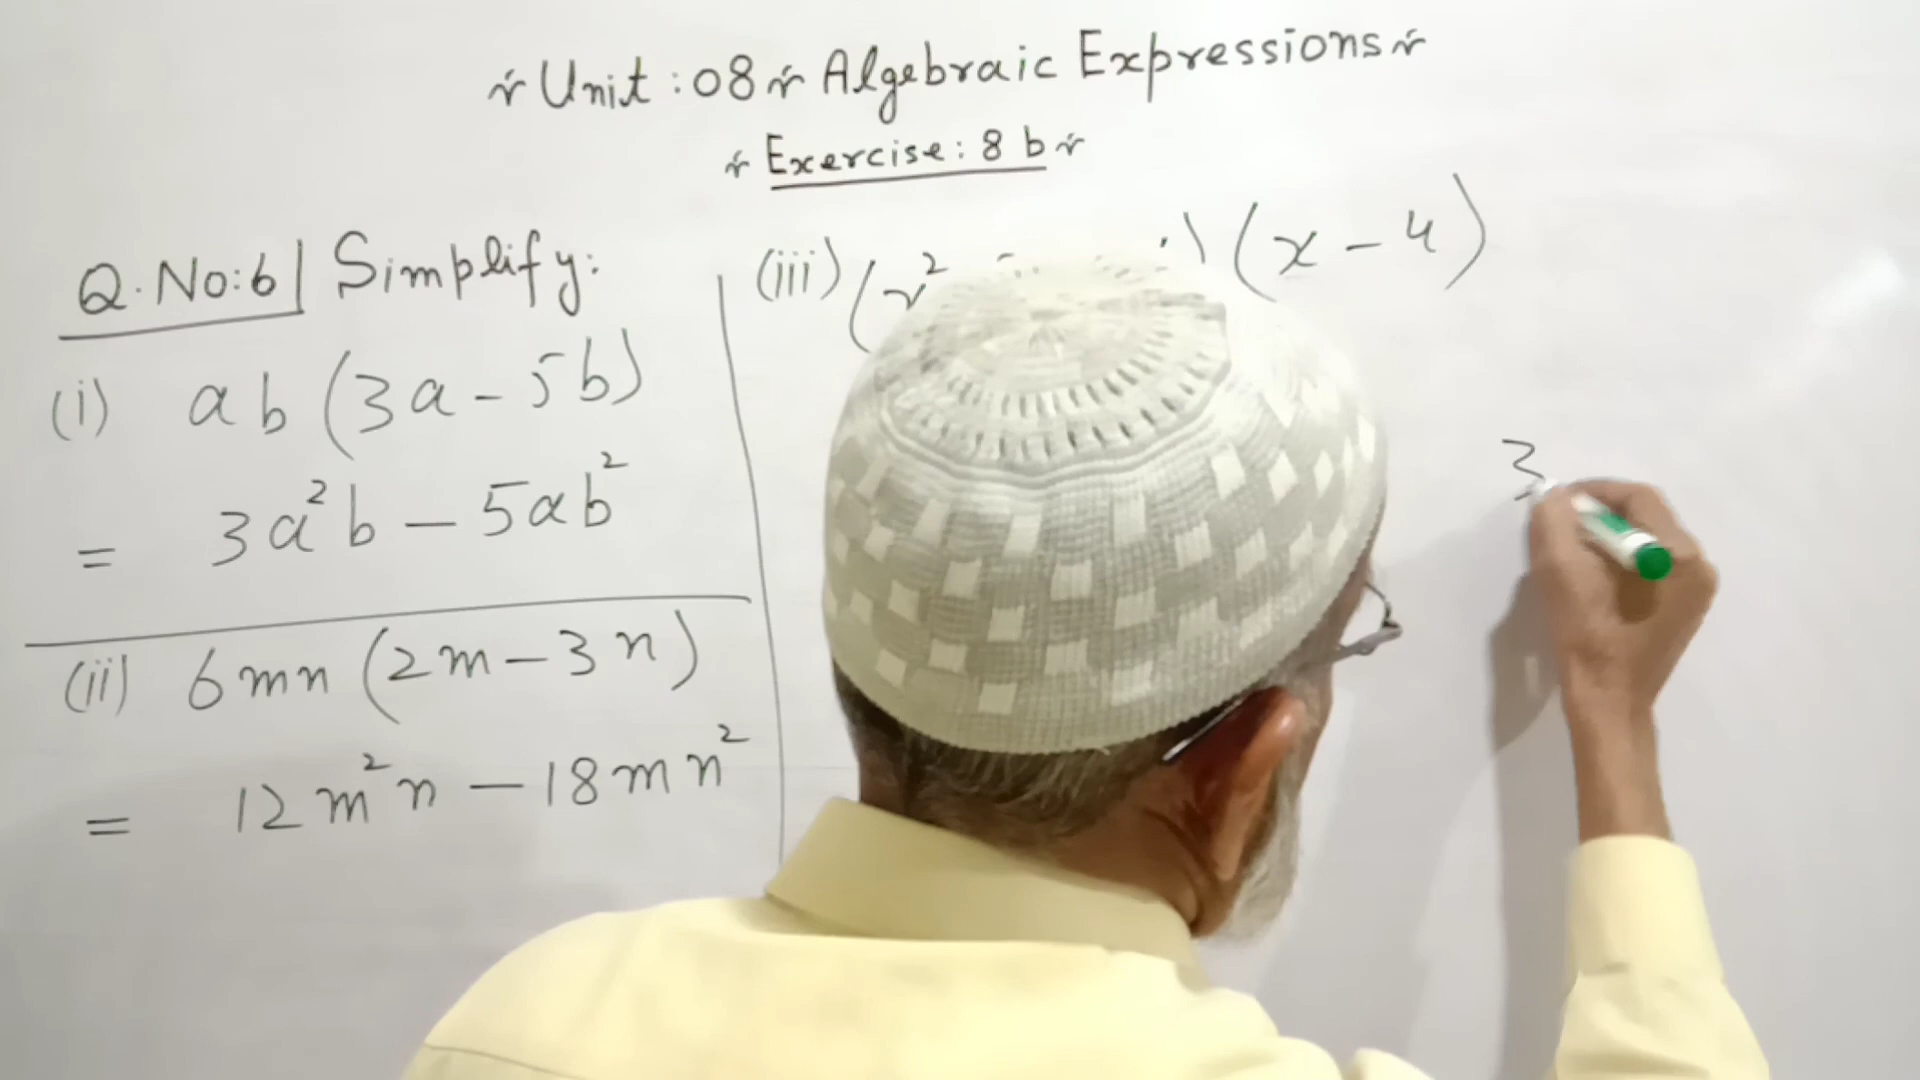 Unit : 08 Algebraic Expressions
Exercise: 8 b
Q. No: 6 Simplify:
(i) ab (3a - 5b)
= 3a²b - 5ab²
(ii) 6mn (2m - 3n)
= 12m²n - 18mn²
(iii) (x² ) (x - 4)
3